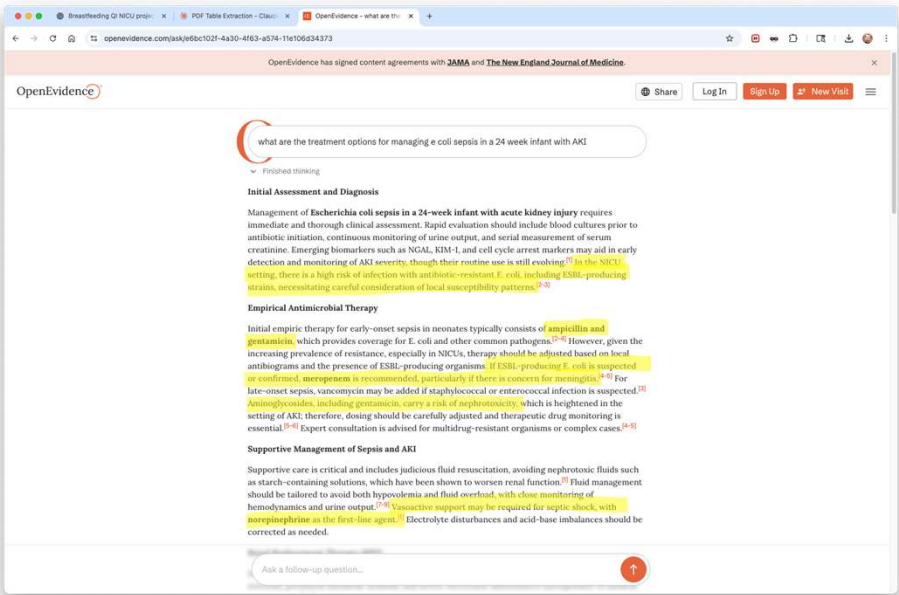 Breastfeeding QI NICU projec
PDF Table Extraction - Claud
OpenEvidence - what are the
openevidence.com/ask/e6bc102f-4a30-4f63-a574-11e106d34373
OpenEvidence has signed content agreements with JAMA and The New England Journal of Medicine.
OpenEvidence
Share
Log In
Sign Up
New Visit
what are the treatment options for managing e coli sepsis in a 24 week infant with AKI
Finished thinking
Initial Assessment and Diagnosis
Management of Escherichia coli sepsis in a 24-week infant with acute kidney injury requires
immediate and thorough clinical assessment. Rapid evaluation should include blood cultures prior to
antibiotic initiation, continuous monitoring of urine output, and serial measurement of serum
creatinine. Emerging biomarkers such as NGAL, KIM-1, and cell cycle arrest markers may aid in early
detection and monitoring of AKI severity, though their routine use is still evolving.[1] In the NICU
setting, there is a high risk of infection with antibiotic-resistant E. coli, including ESBL-producing
strains, necessitating careful consideration of local susceptibility patterns.[2-3]
Empirical Antimicrobial Therapy
Initial empiric therapy for early-onset sepsis in neonates typically consists of ampicillin and
gentamicin, which provides coverage for E. coli and other common pathogens.[2-4] However, given the
increasing prevalence of resistance, especially in NICUs, therapy should be adjusted based on local
antibiograms and the presence of ESBL-producing organisms. If ESBL-producing E. coli is suspected
or confirmed, meropenem is recommended, particularly if there is concern for meningitis.[4-5] For
late-onset sepsis, vancomycin may be added if staphylococcal or enterococcal infection is suspected.[3]
Aminoglycosides, including gentamicin, carry a risk of nephrotoxicity, which is heightened in the
setting of AKI; therefore, dosing should be carefully adjusted and therapeutic drug monitoring is
essential.[5-6] Expert consultation is advised for multidrug-resistant organisms or complex cases.[4-5]
Supportive Management of Sepsis and AKI
Supportive care is critical and includes judicious fluid resuscitation, avoiding nephrotoxic fluids such
as starch-containing solutions, which have been shown to worsen renal function.[1] Fluid management
should be tailored to avoid both hypovolemia and fluid overload, with close monitoring of
hemodynamics and urine output.[7-9] Vasoactive support may be required for septic shock, with
norepinephrine as the first-line agent.[1] Electrolyte disturbances and acid-base imbalances should be
corrected as needed.
Ask a follow-up question...